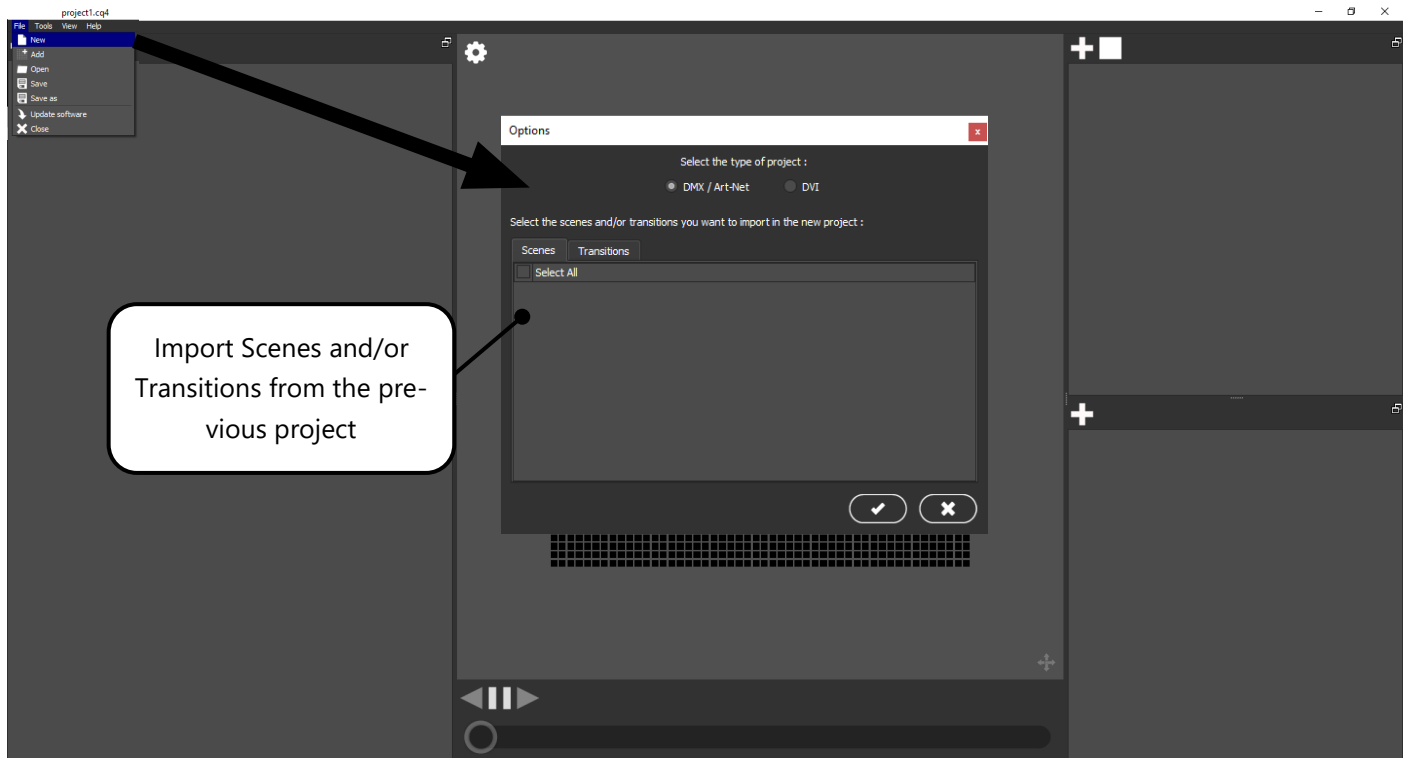 project1.cq4
File Tools View Help
New
Add
Open
Save
Save as
Update software
Close
Options
x
Select the type of project :
DMX / Art-Net DVI
Select the scenes and/or transitions you want to import in the new project :
Scenes Transitions
Select All
Import Scenes and/or
Transitions from the pre-
vious project